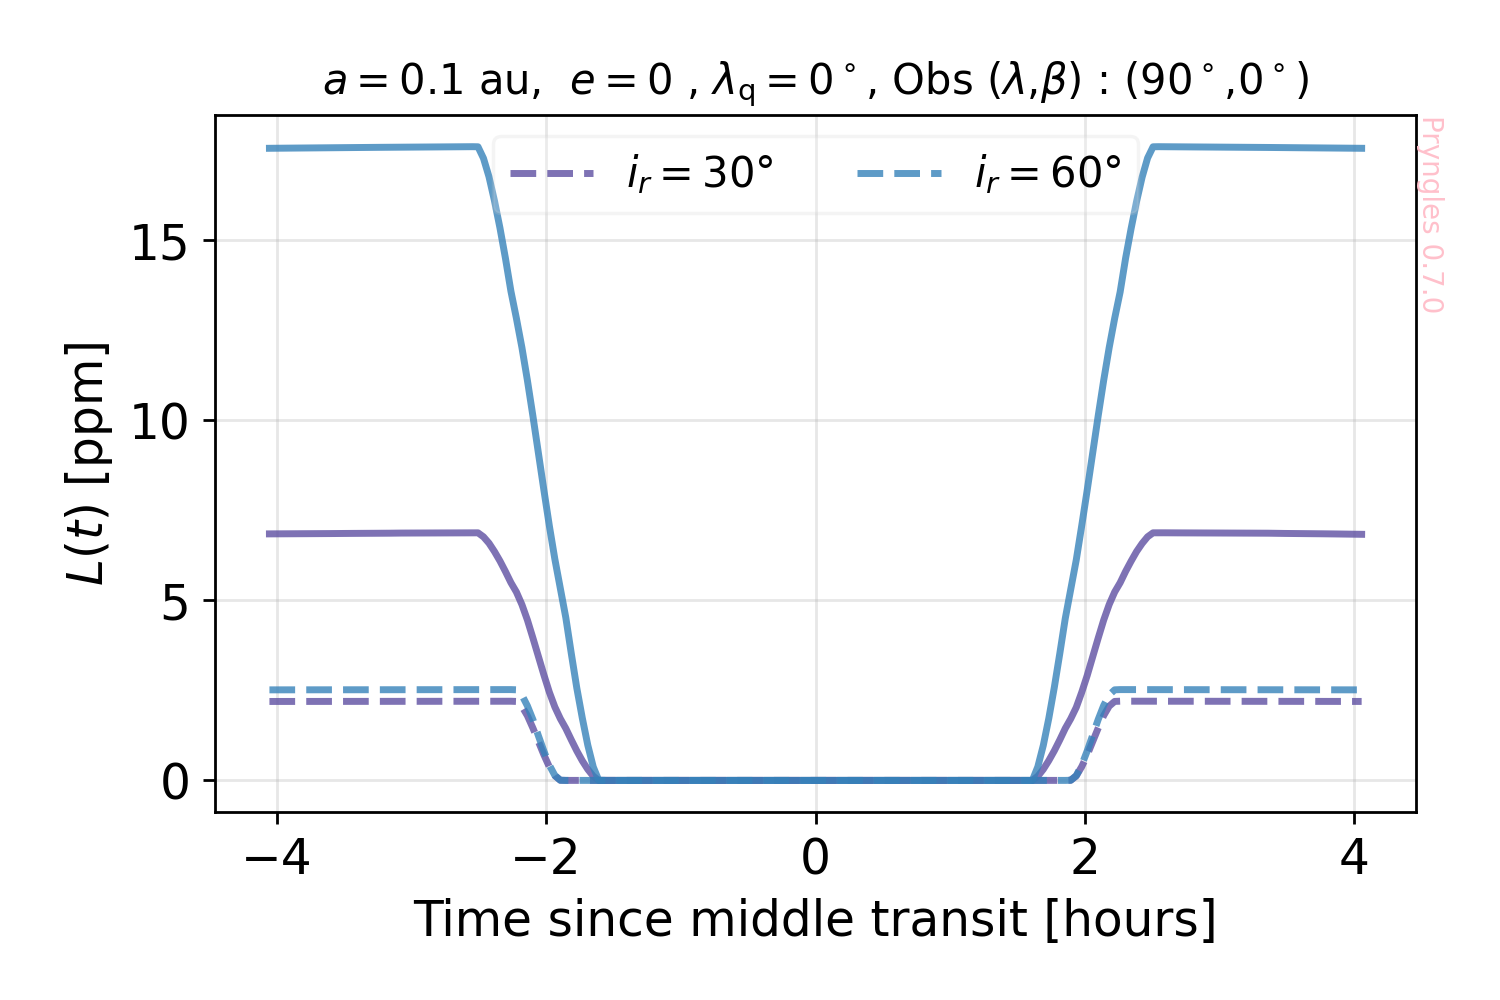 a = 0.1 au, e = 0 , λq = 0°, Obs (λ,β) : (90°,0°)
i_r = 30°
i_r = 60°
15
10
5
0
L(t) [ppm]
−4
−2
0
2
4
Time since middle transit [hours]
Pryngles 0.7.0